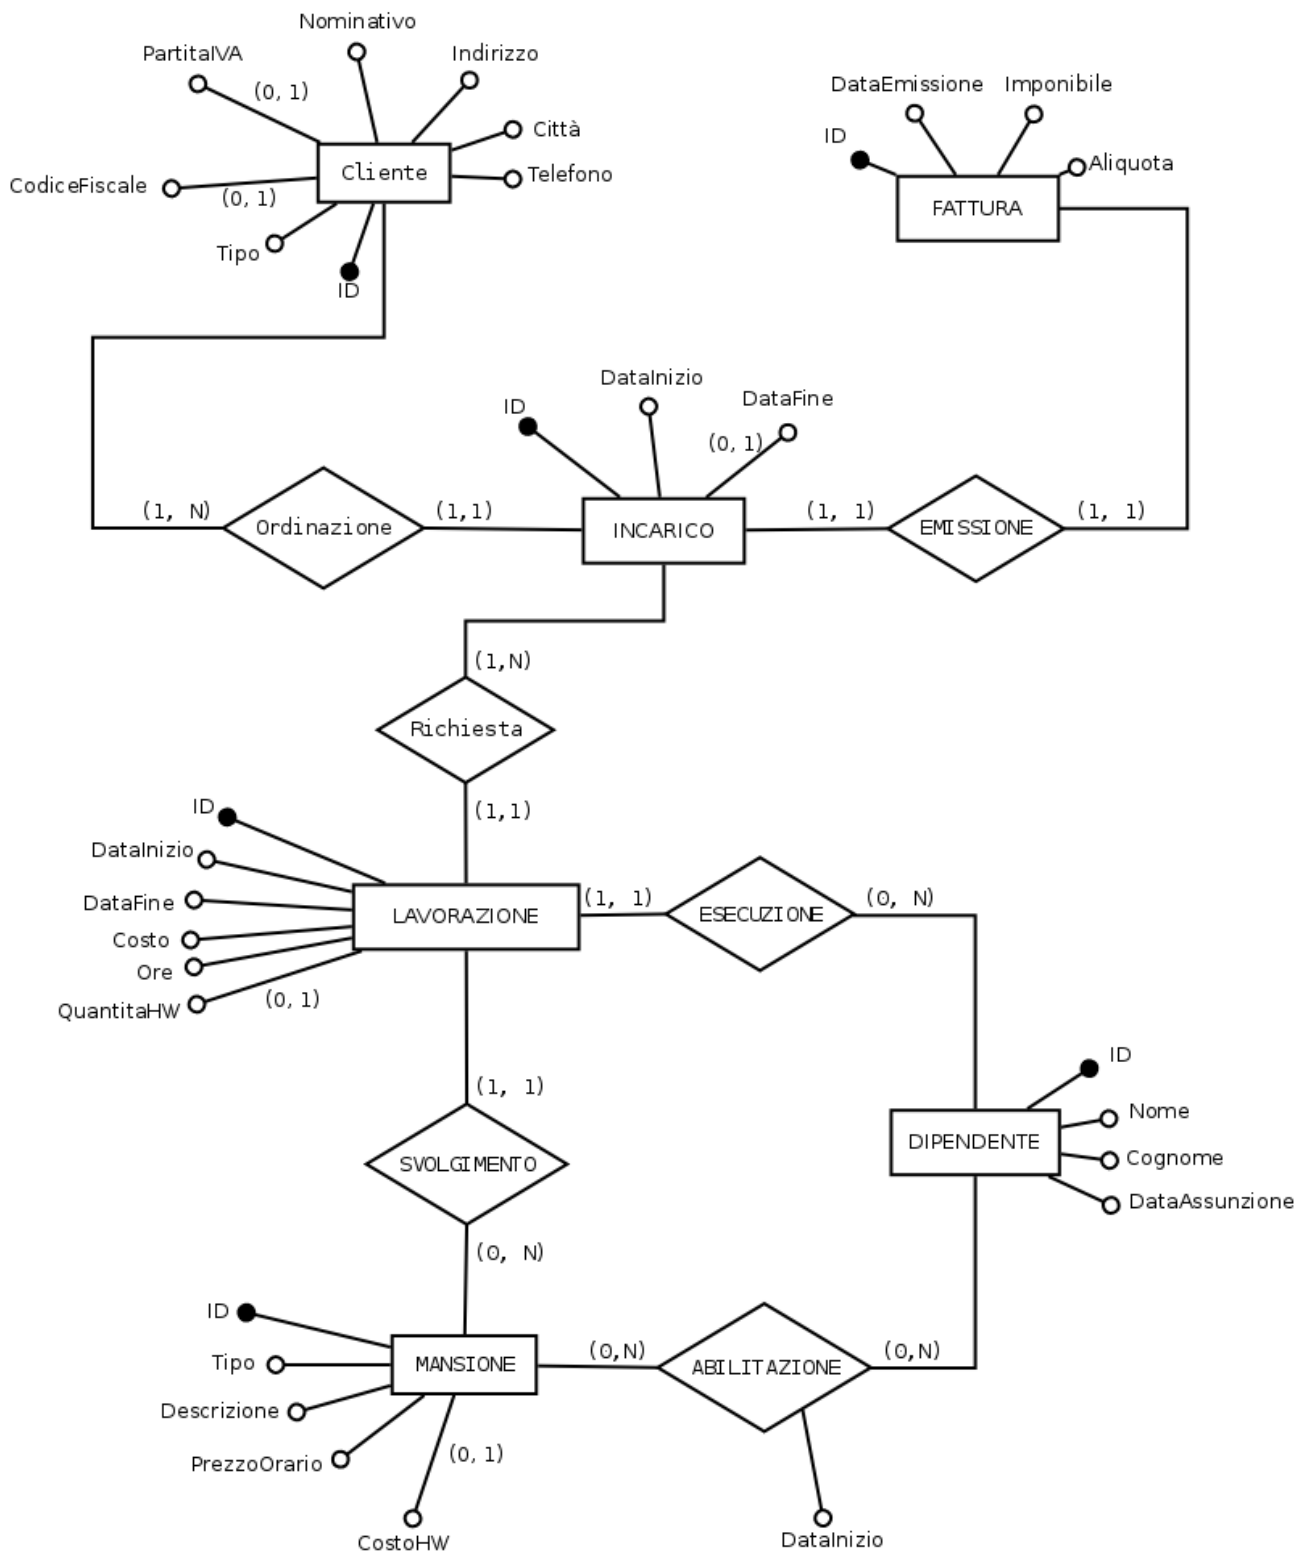 Nominativo
PartitaIVA
Indirizzo
(0, 1)
Città
Cliente
Telefono
CodiceFiscale
(0, 1)
Tipo
ID
DataEmissione
Imponibile
ID
Aliquota
FATTURA
DataInizio
DataFine
ID
(0, 1)
(1, N)
Ordinazione
(1,1)
INCARICO
(1, 1)
EMISSIONE
(1, 1)
(1,N)
Richiesta
(1,1)
ID
DataInizio
DataFine
Costo
Ore
QuantitaHW
(0, 1)
LAVORAZIONE
(1, 1)
ESECUZIONE
(0, N)
ID
Nome
DIPENDENTE
Cognome
DataAssunzione
(1, 1)
SVOLGIMENTO
(0, N)
ID
Tipo
MANSIONE
Descrizione
PrezzoOrario
(0, 1)
CostoHW
(0,N)
ABILITAZIONE
(0,N)
DataInizio